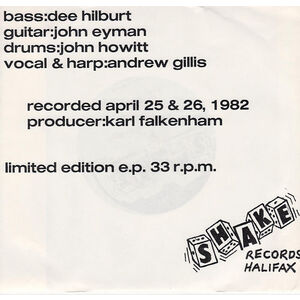 bass:dee hilburt
guitar:john eyman
drums:john howitt
vocal & harp:andrew gillis
recorded april 25 & 26, 1982
producer:karl falkenham
limited edition e.p. 33 r.p.m.
SHAKE
RECORDS
HALIFAX